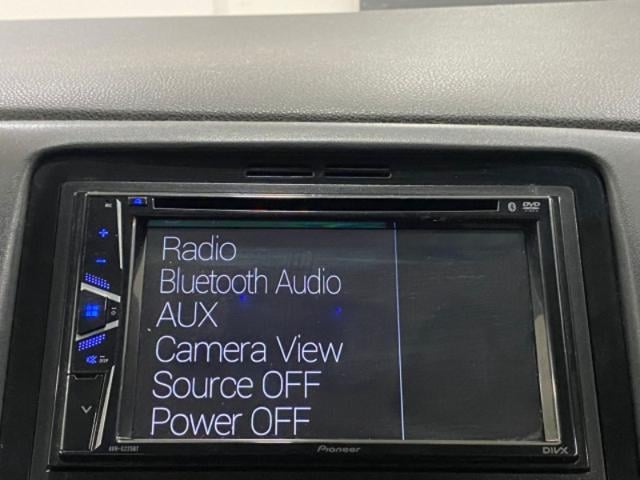 DVD
Radio
Bluetooth Audio
AUX
Camera View
Source OFF
Power OFF
Pioneer
DIVX